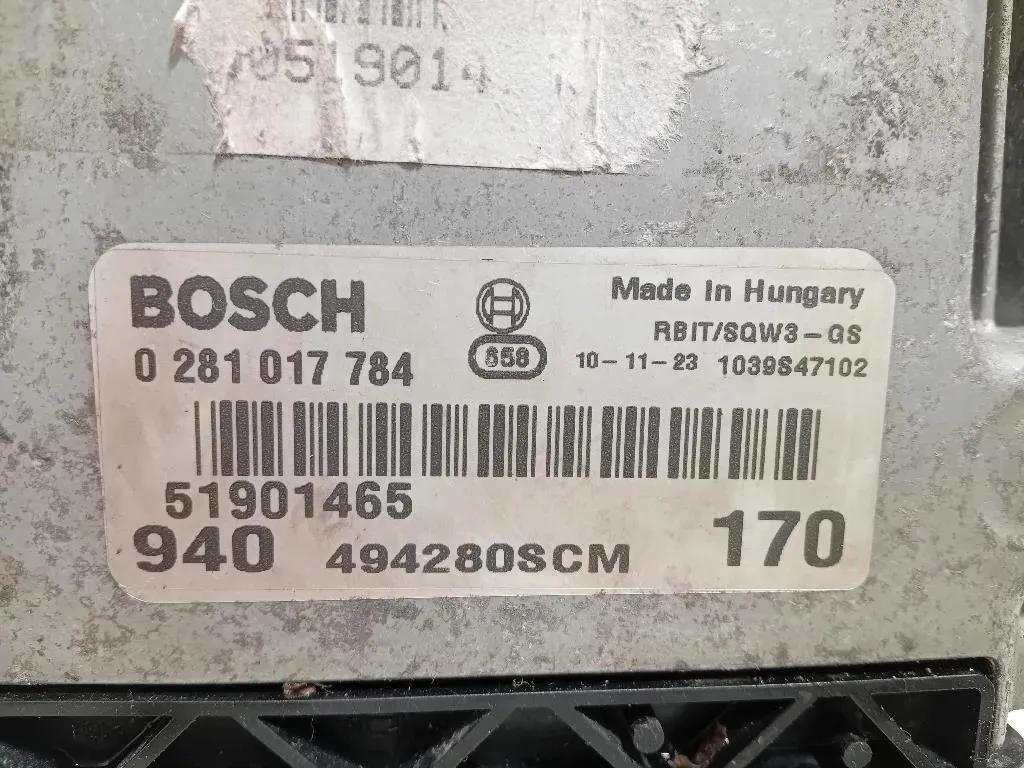 0519014
BOSCH
Made In Hungary
RBIT/SQW3-GS
0 281 017 784
658
10-11-23 1039S47102
51901465
940
494280SCM
170